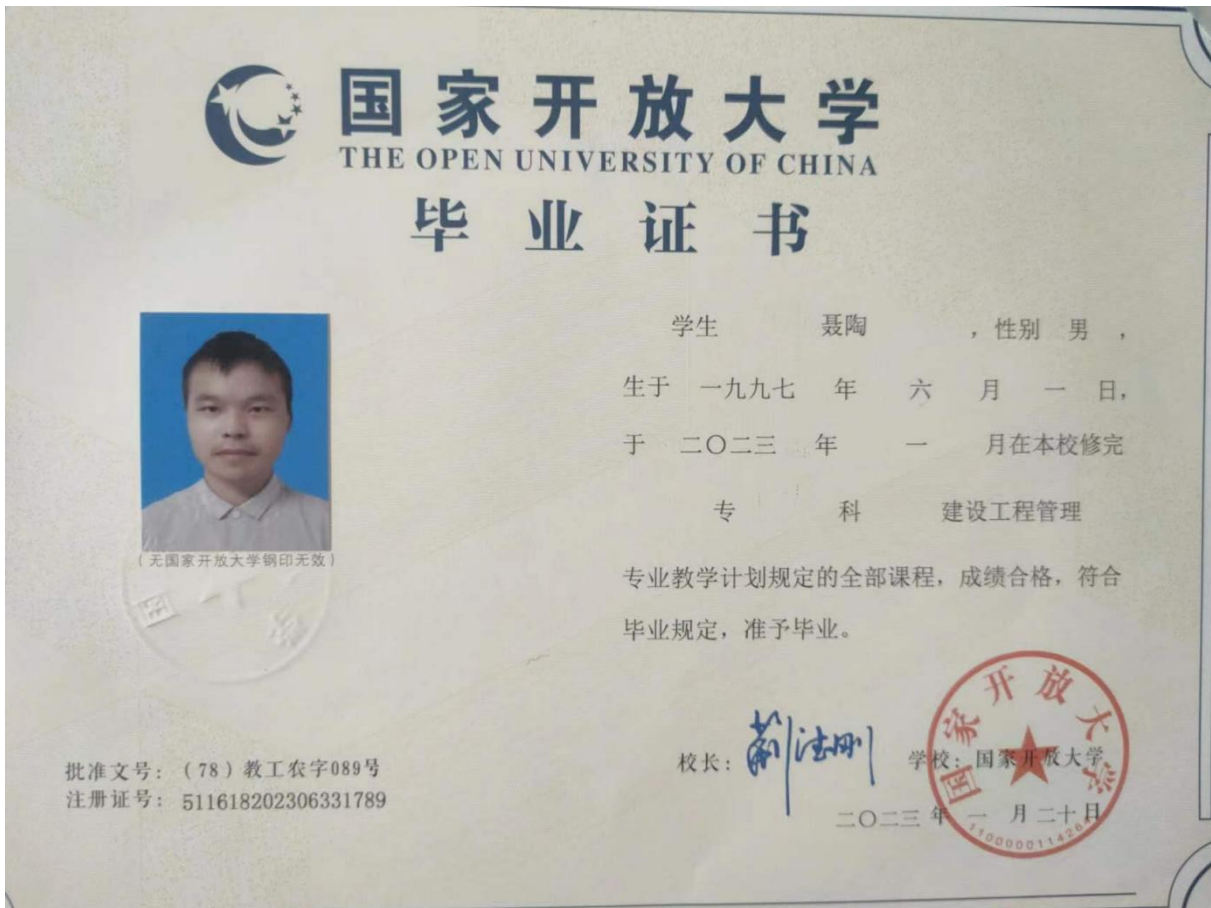 国家开放大学
THE OPEN UNIVERSITY OF CHINA
毕业证书
学生 聂陶 ，性别 男 ，
生于 一九九七 年 六 月 一 日，
于 二〇二三 年 一 月在本校修完
专 科 建设工程管理
专业教学计划规定的全部课程，成绩合格，符合
毕业规定，准予毕业。
（无国家开放大学钢印无效）
国 学
批准文号：（78）教工农字089号
注册证号：511618202306331789
校长：荆德刚 学校：国家开放大学
二〇二三 年 一 月 二十 日
国家开放大学